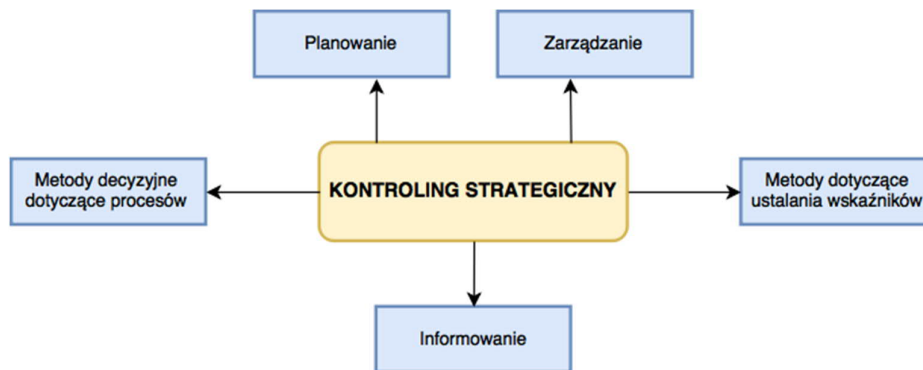 Planowanie
Zarządzanie
Metody decyzyjne
dotyczące procesów
KONTROLING STRATEGICZNY
Metody dotyczące
ustalania wskaźników
Informowanie